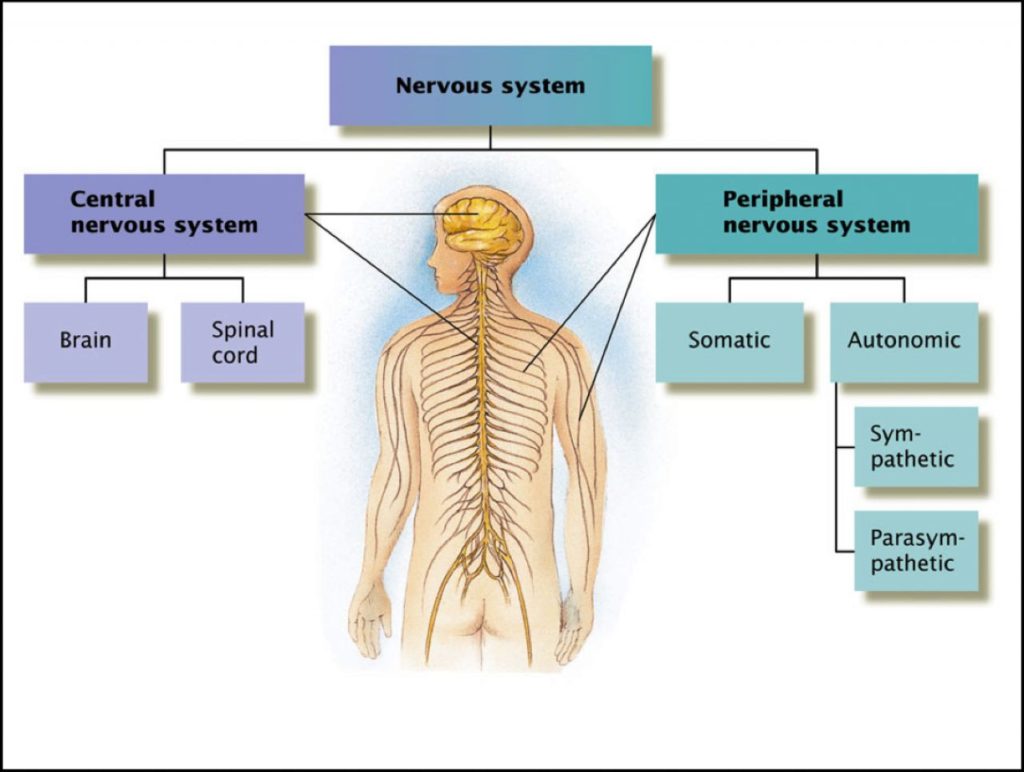 Nervous system
Central
nervous system
Peripheral
nervous system
Brain
Spinal
cord
Somatic
Autonomic
Sym-
pathetic
Parasym-
pathetic